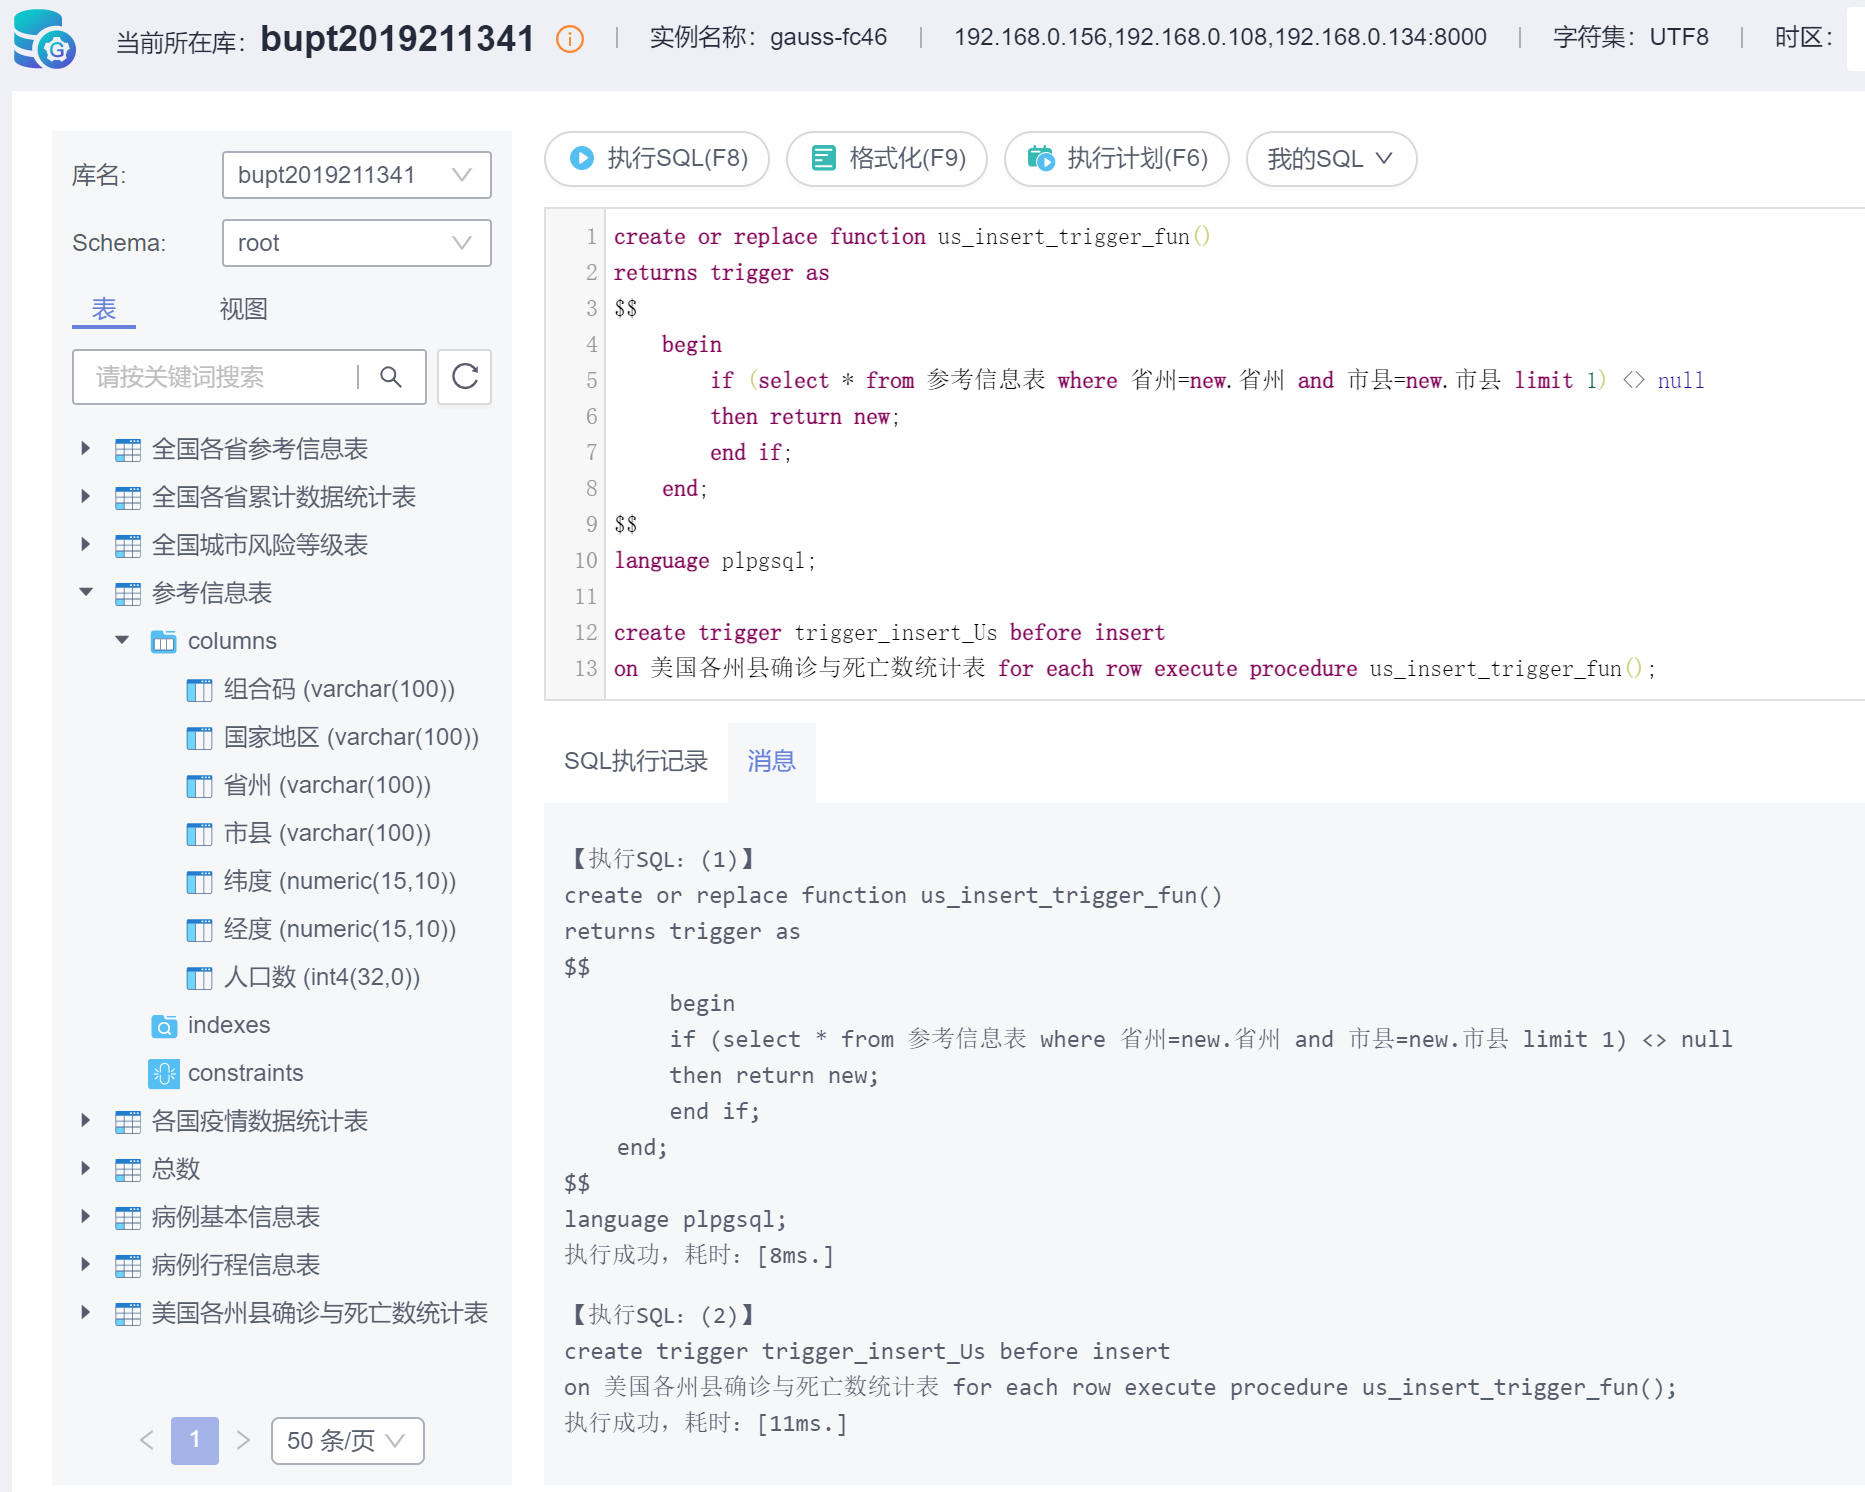 当前所在库： bupt2019211341 | 实例名称：gauss-fc46 | 192.168.0.156,192.168.0.108,192.168.0.134:8000 | 字符集：UTF8 | 时区：
库名: bupt2019211341
Schema: root
表 视图
请按关键词搜索
全国各省参考信息表
全国各省累计数据统计表
全国城市风险等级表
参考信息表
columns
组合码 (varchar(100))
国家地区 (varchar(100))
省州 (varchar(100))
市县 (varchar(100))
纬度 (numeric(15,10))
经度 (numeric(15,10))
人口数 (int4(32,0))
indexes
constraints
各国疫情数据统计表
总数
病例基本信息表
病例行程信息表
美国各州县确诊与死亡数统计表
< 1 > 50 条/页
执行SQL(F8) 格式化(F9) 执行计划(F6) 我的SQL
1 create or replace function us_insert_trigger_fun()
2 returns trigger as
3 $$
4 begin
5 if (select * from 参考信息表 where 省州=new.省州 and 市县=new.市县 limit 1) <> null
6 then return new;
7 end if;
8 end;
9 $$
10 language plpgsql;
11
12 create trigger trigger_insert_Us before insert
13 on 美国各州县确诊与死亡数统计表 for each row execute procedure us_insert_trigger_fun();
SQL执行记录 消息
【执行SQL：(1)】
create or replace function us_insert_trigger_fun()
returns trigger as
$$
begin
if (select * from 参考信息表 where 省州=new.省州 and 市县=new.市县 limit 1) <> null
then return new;
end if;
end;
$$
language plpgsql;
执行成功，耗时：[8ms.]
【执行SQL：(2)】
create trigger trigger_insert_Us before insert
on 美国各州县确诊与死亡数统计表 for each row execute procedure us_insert_trigger_fun();
执行成功，耗时：[11ms.]